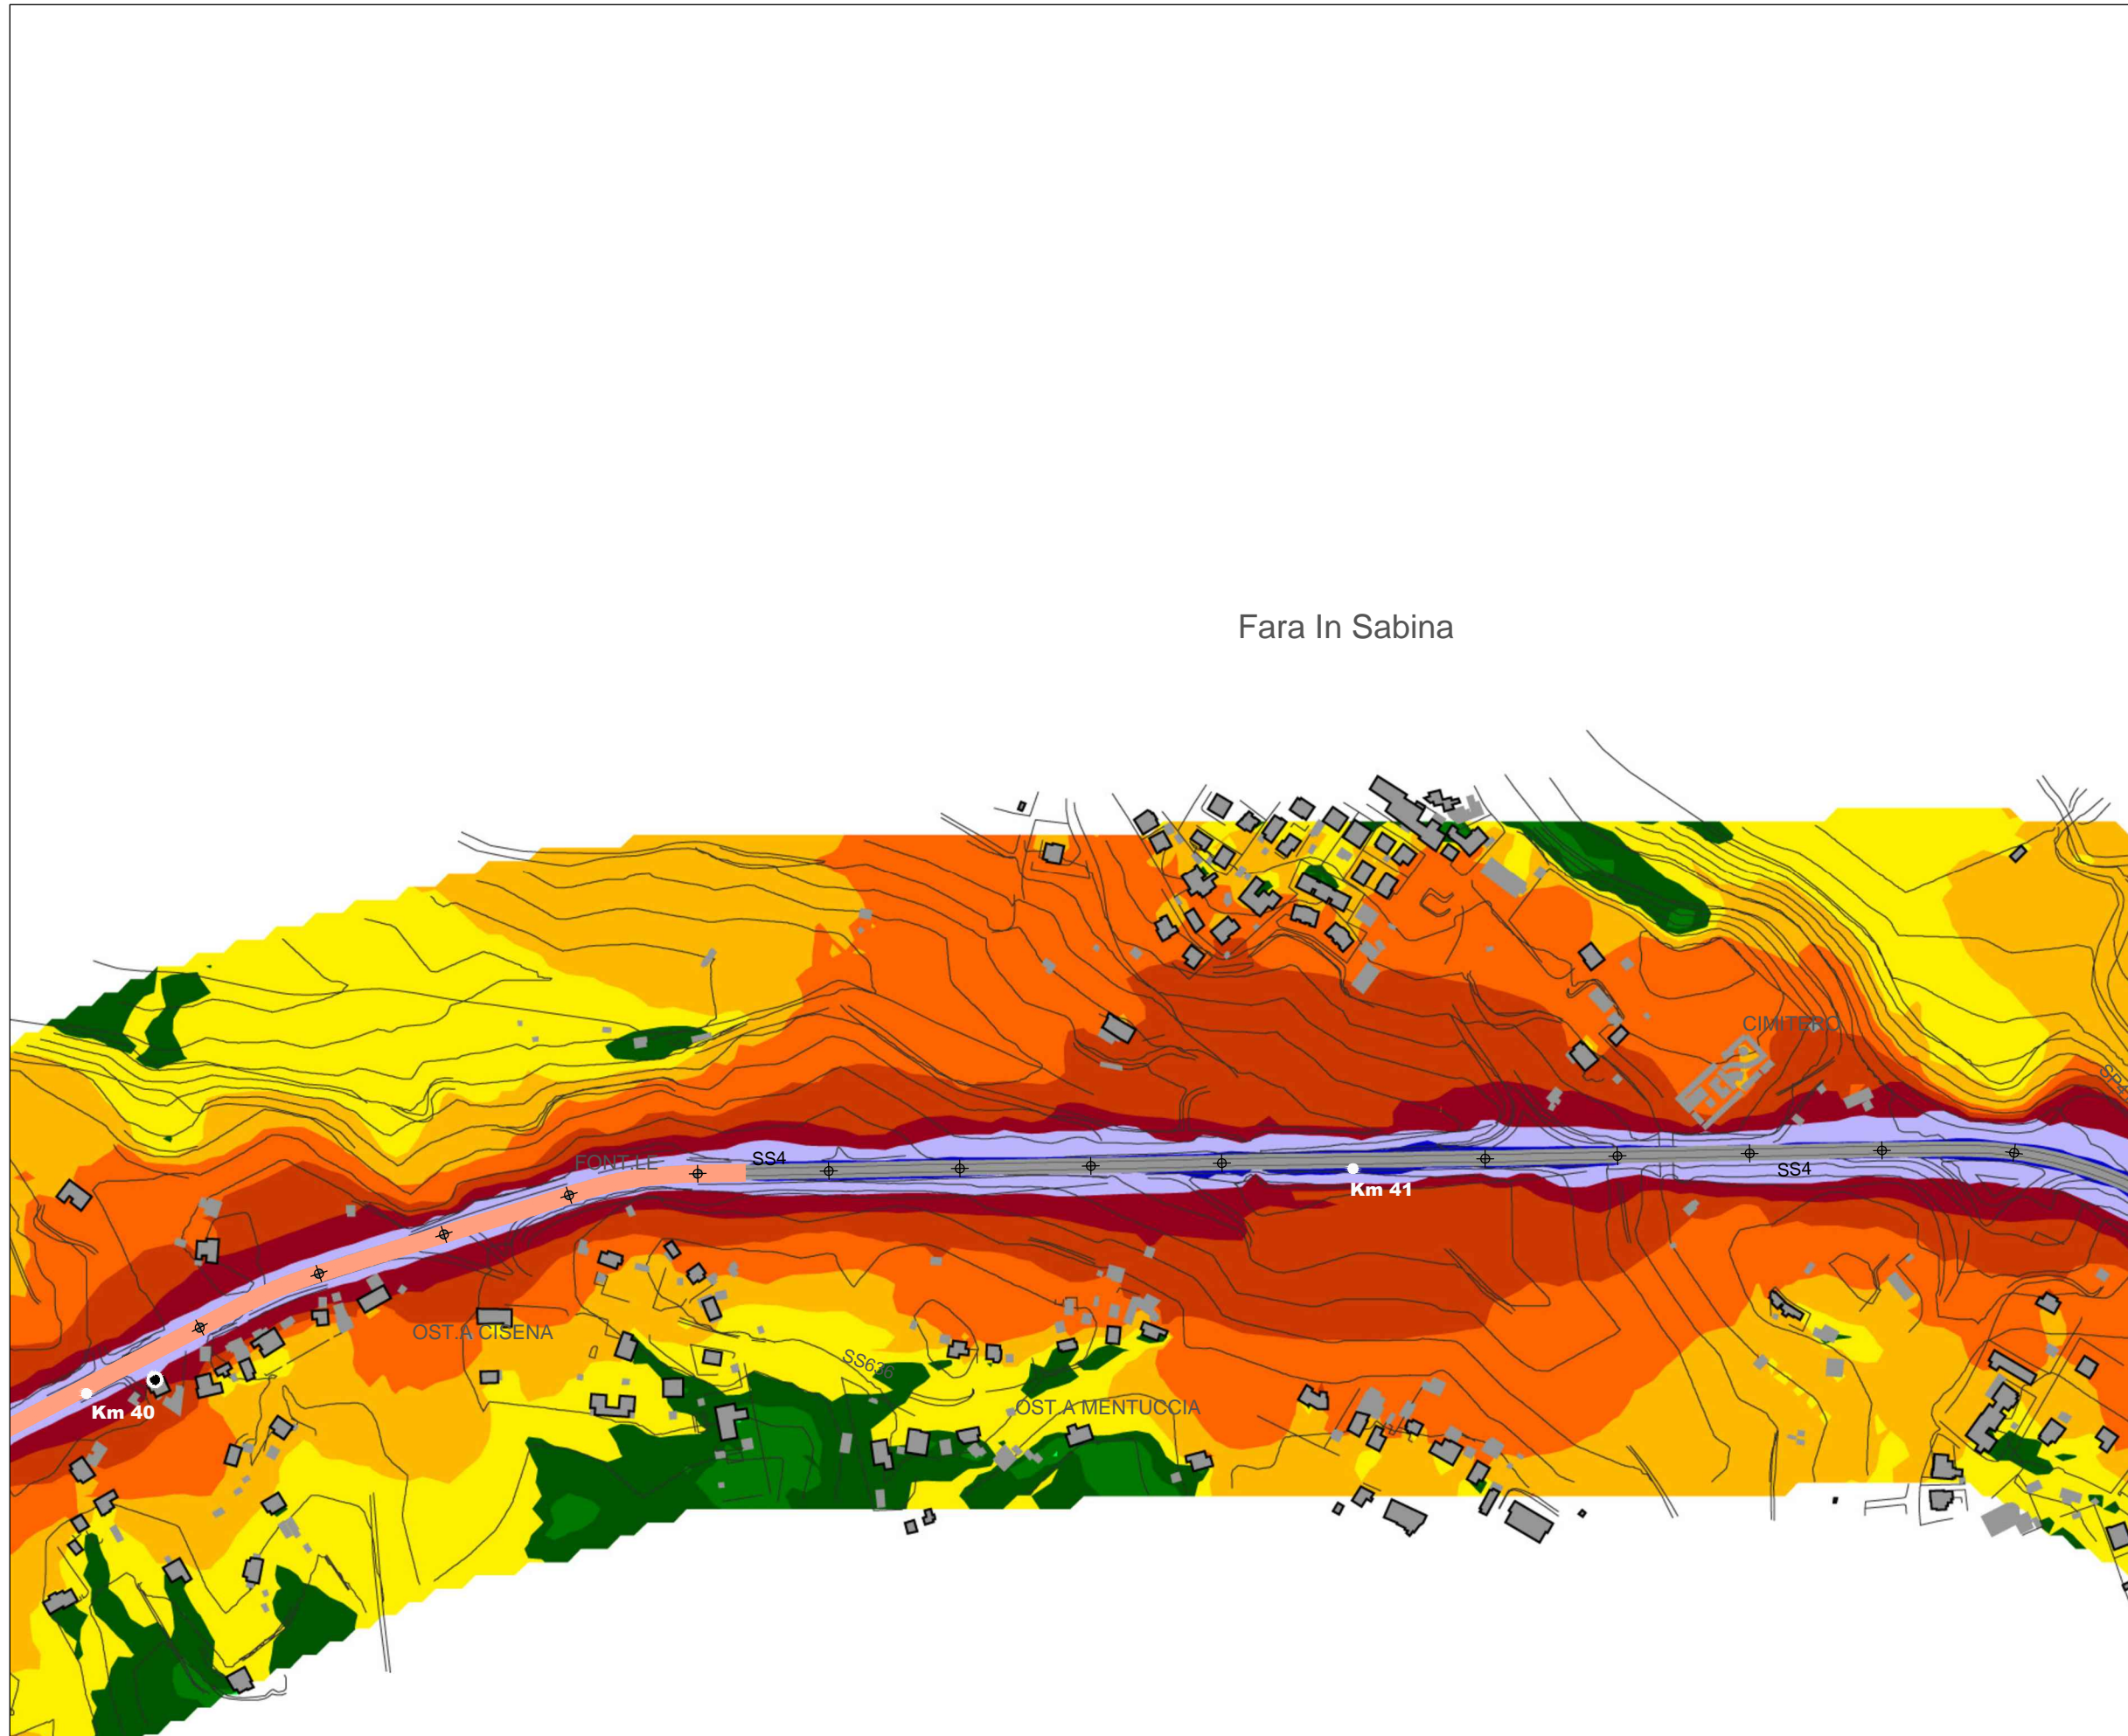 Fara In Sabina
CIMITERO
FONT.LE
SS4
SS4
Km 41
OST.A CISENA
SS636
Km 40
OST.A MENTUCCIA